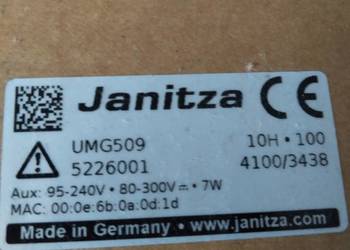 Janitza CE
UMG509 10H • 100
5226001 4100/3438
Aux: 95-240V ~ 80-300V⎓ • 7W
MAC: 00:0e:6b:0a:0d:1d
Made in Germany • www.janitza.com